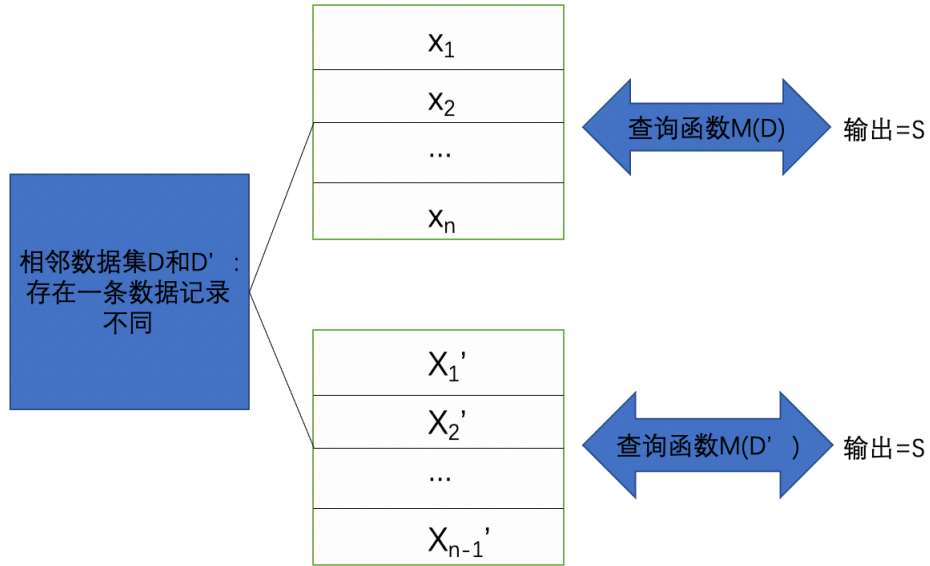 相邻数据集D和D’：
存在一条数据记录
不同
x₁
x₂
...
xₙ
查询函数M(D)
输出=S
X₁’
X₂’
...
Xₙ₋₁’
查询函数M(D’)
输出=S